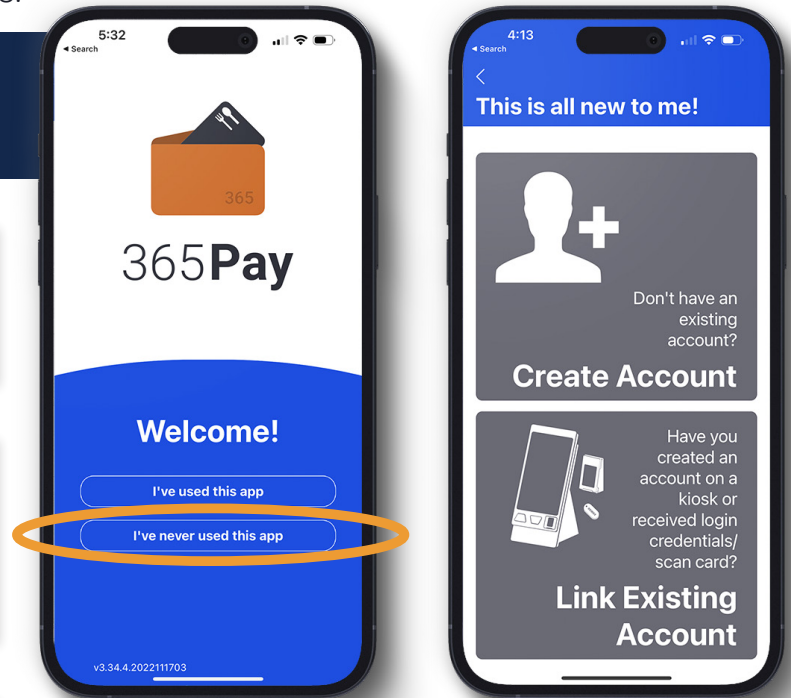 5:32
Search
365
365Pay
Welcome!
I've used this app
I've never used this app
v3.34.4.2022111703
4:13
Search
This is all new to me!
Don't have an
existing
account?
Create Account
Have you
created an
account on a
kiosk or
received login
credentials/
scan card?
Link Existing
Account